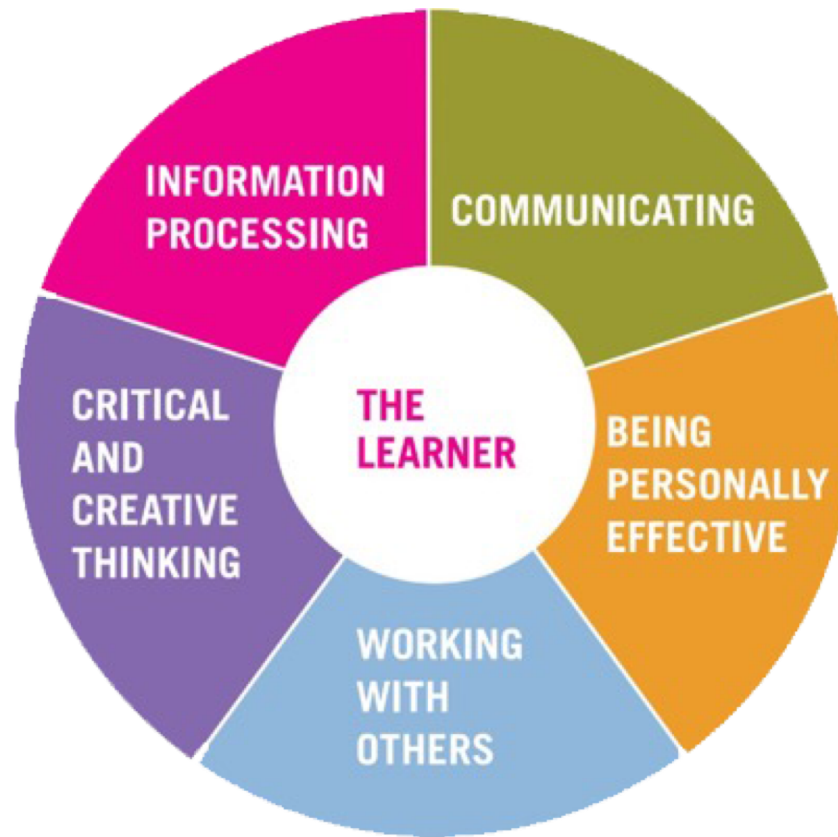 INFORMATION
PROCESSING
COMMUNICATING
CRITICAL
AND
CREATIVE
THINKING
THE
LEARNER
BEING
PERSONALLY
EFFECTIVE
WORKING
WITH
OTHERS